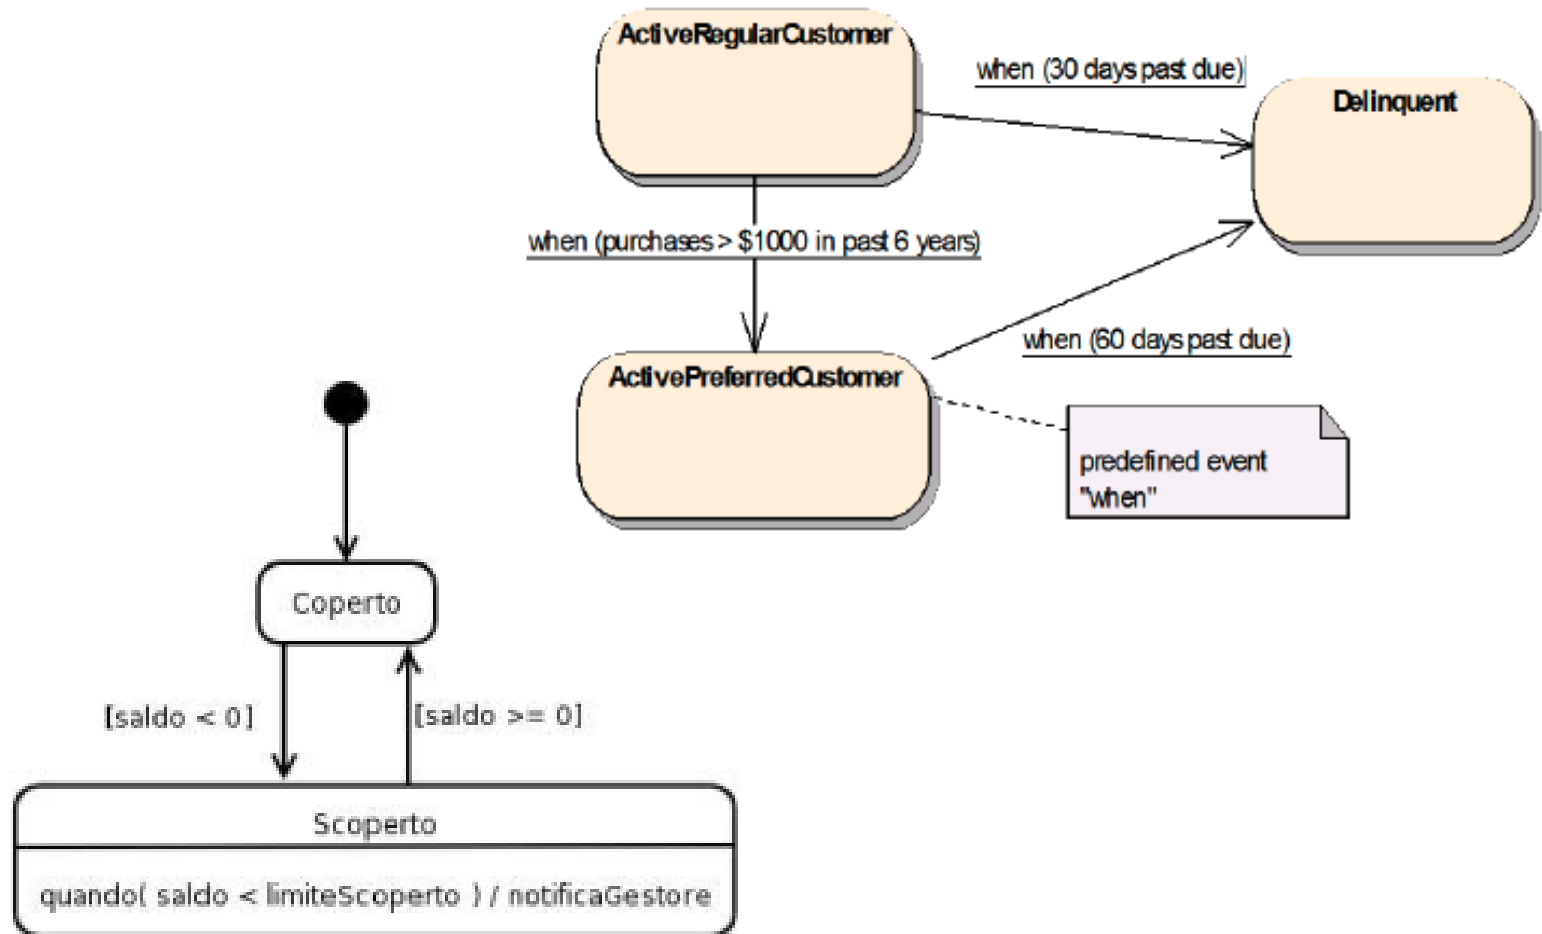 ActiveRegularCustomer
when (30 days past due)
Delinquent
when (purchases > $1000 in past 6 years)
when (60 days past due)
ActivePreferredCustomer
predefined event
"when"
Coperto
[saldo < 0]
[saldo >= 0]
Scoperto
quando( saldo < limiteScoperto ) / notificaGestore